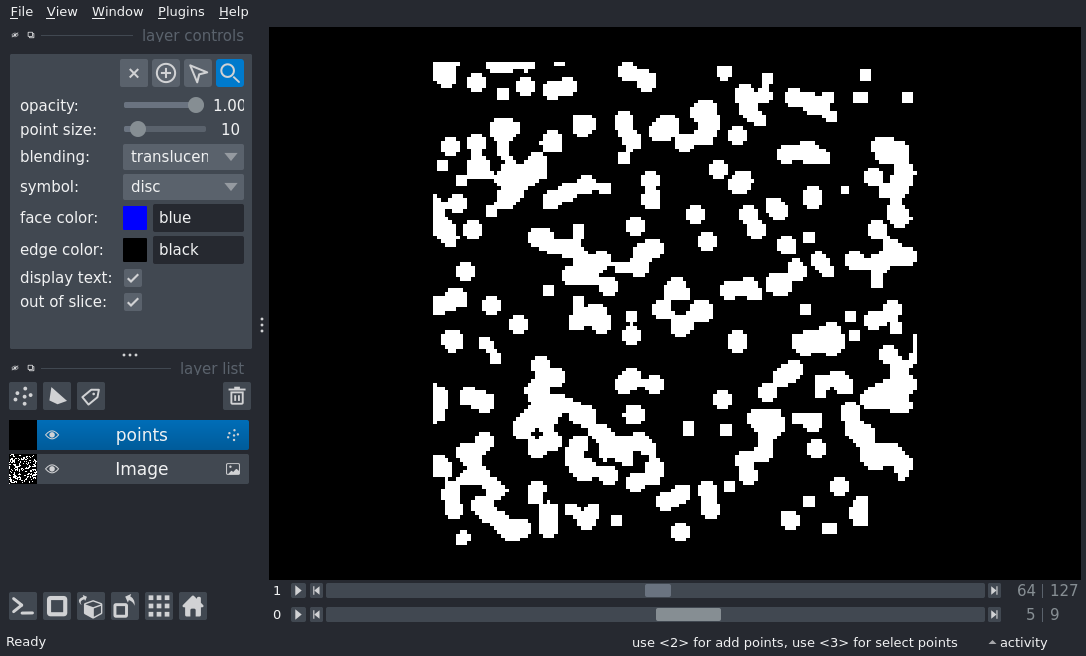 File View Window Plugins Help
layer controls
opacity: 1.00
point size: 10
blending: translucen
symbol: disc
face color: blue
edge color: black
display text:
out of slice:
layer list
points
Image
1 64 127
0 5 9
Ready use <2> for add points, use <3> for select points activity